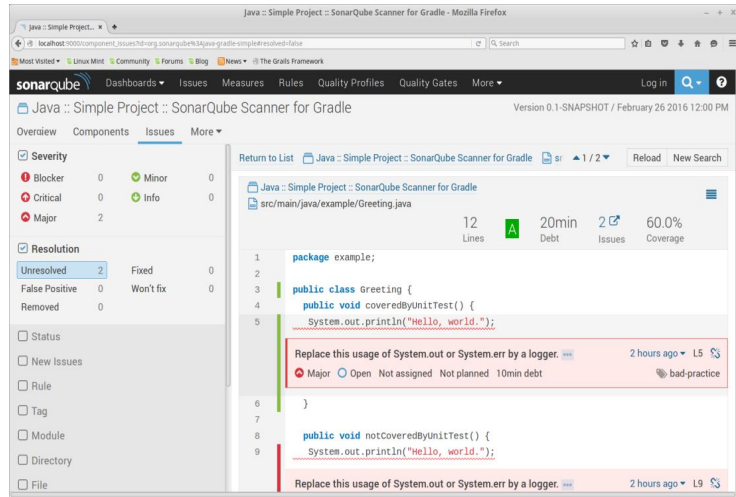 Java :: Simple Project :: SonarQube Scanner for Gradle - Mozilla Firefox
Java :: Simple Project... ×
localhost:9000/component_issues?id=org.sonarqube%3Ajava-gradle-simple#resolved=false
Search
Most Visited Linux Mint Community Forums Blog News The Grails Framework
sonarqube Dashboards Issues Measures Rules Quality Profiles Quality Gates More Log in
Java :: Simple Project :: SonarQube Scanner for Gradle
Version 0.1-SNAPSHOT / February 26 2016 12:00 PM
Overview Components Issues More
Severity
Blocker 0 Minor 0
Critical 0 Info 0
Major 2
Resolution
Unresolved 2 Fixed 0
False Positive 0 Won't fix 0
Removed 0
Status
New Issues
Rule
Tag
Module
Directory
File
Return to List Java :: Simple Project :: SonarQube Scanner for Gradle 1 / 2 Reload New Search
Java :: Simple Project :: SonarQube Scanner for Gradle
src/main/java/example/Greeting.java
12 A 20min 2 60.0%
Lines Debt Issues Coverage
1 package example;
2
3 public class Greeting {
4 public void coveredByUnitTest() {
5 System.out.println("Hello, world.");
Replace this usage of System.out or System.err by a logger. 2 hours ago L5
Major Open Not assigned Not planned 10min debt bad-practice
6 }
7
8 public void notCoveredByUnitTest() {
9 System.out.println("Hello, world.");
Replace this usage of System.out or System.err by a logger. 2 hours ago L9